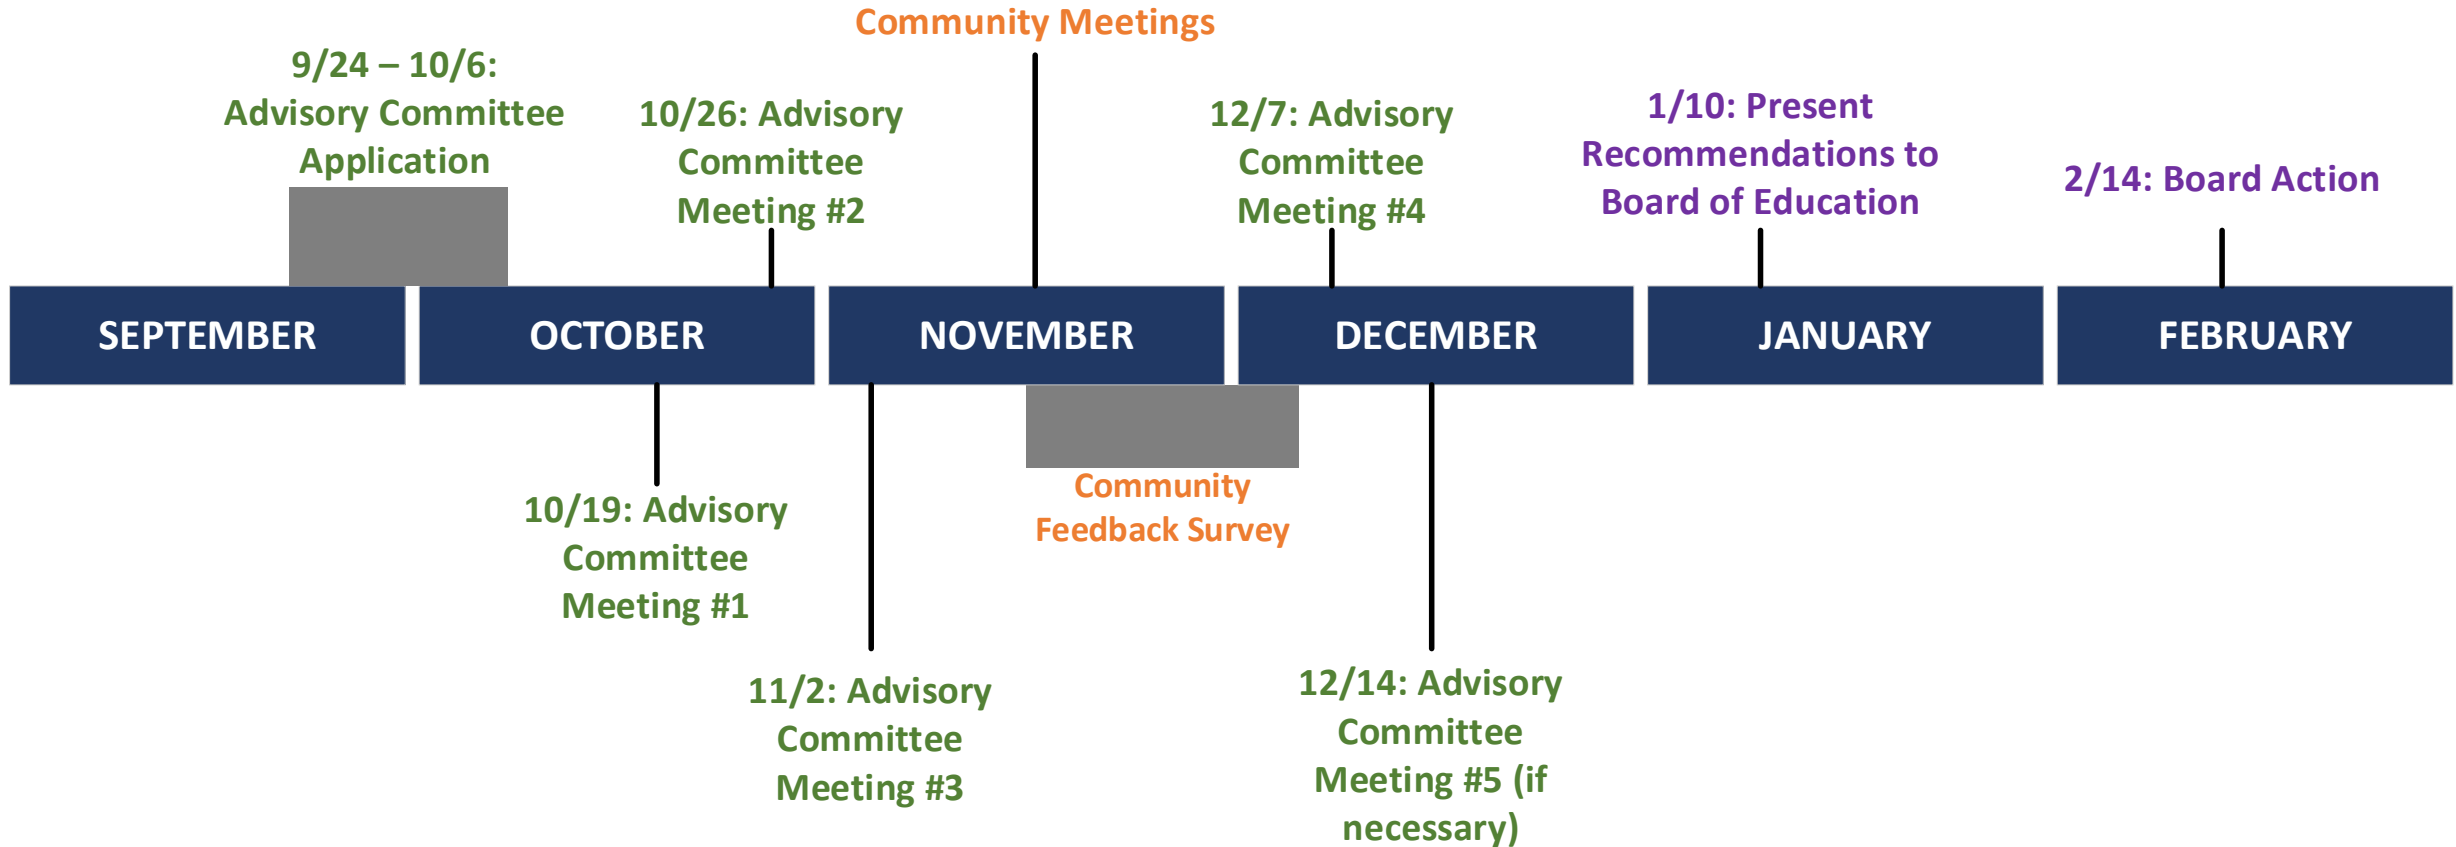 Community Meetings
9/24 – 10/6:
Advisory Committee
Application
10/26: Advisory
Committee
Meeting #2
12/7: Advisory
Committee
Meeting #4
1/10: Present
Recommendations to
Board of Education
2/14: Board Action
SEPTEMBER
OCTOBER
NOVEMBER
DECEMBER
JANUARY
FEBRUARY
10/19: Advisory
Committee
Meeting #1
11/2: Advisory
Committee
Meeting #3
Community
Feedback Survey
12/14: Advisory
Committee
Meeting #5 (if
necessary)